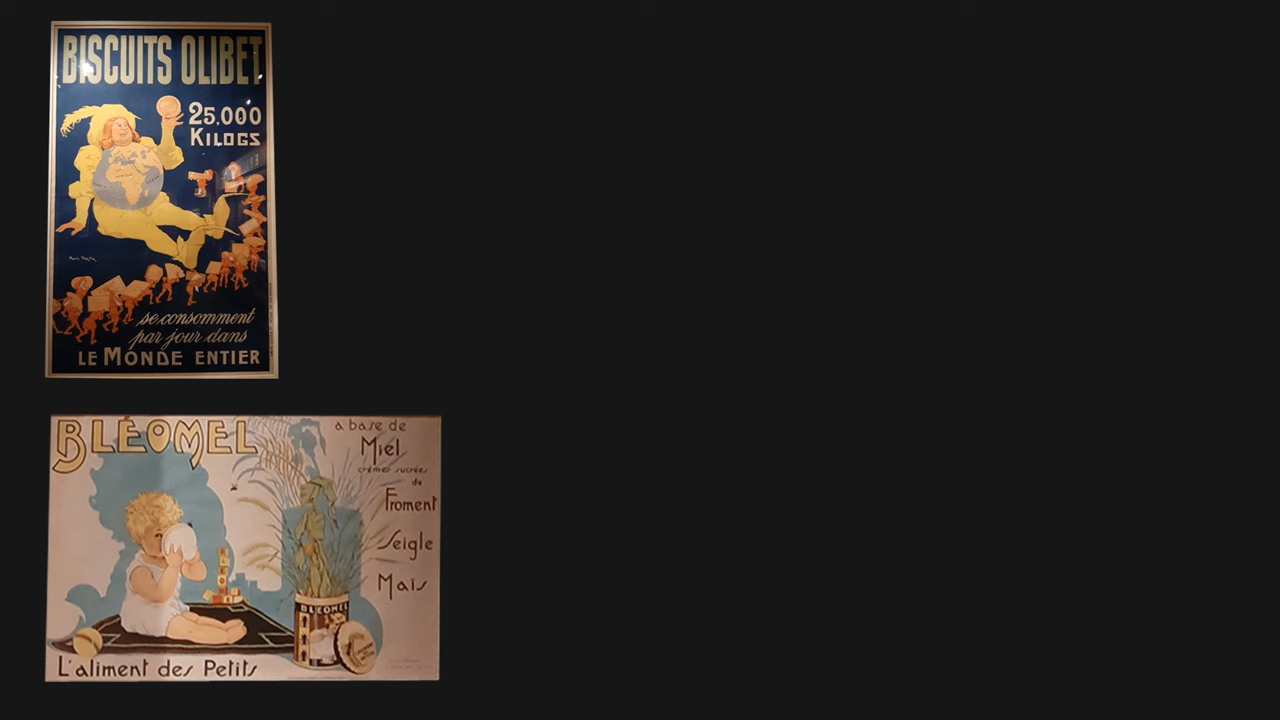 BISCUITS OLIBET
25.000
KILOGS
se consomment
par jour dans
LE MONDE ENTIER
BLÉOMEL
a base de
Miel
crèmes sucrées
de
Froment
Seigle
Maïs
BLEOMEL
L'aliment des Petits